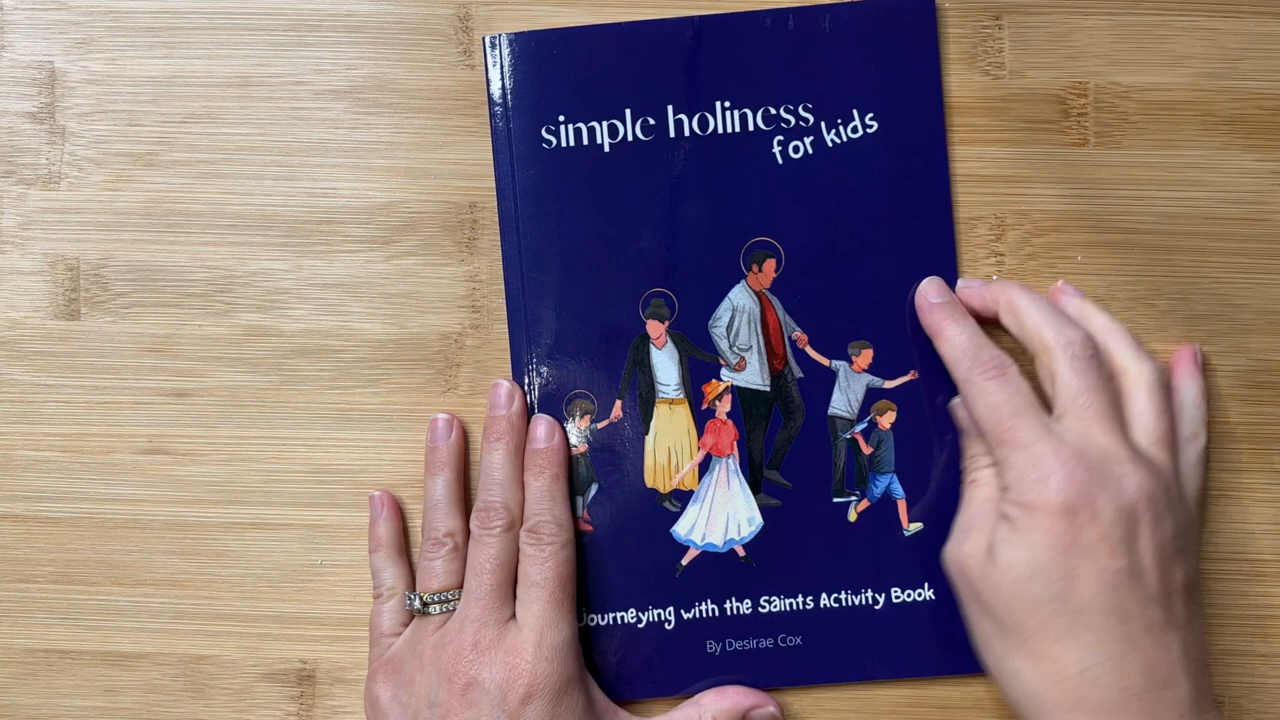 simple holiness
for kids
Journeying with the Saints Activity Book
By Desirae Cox